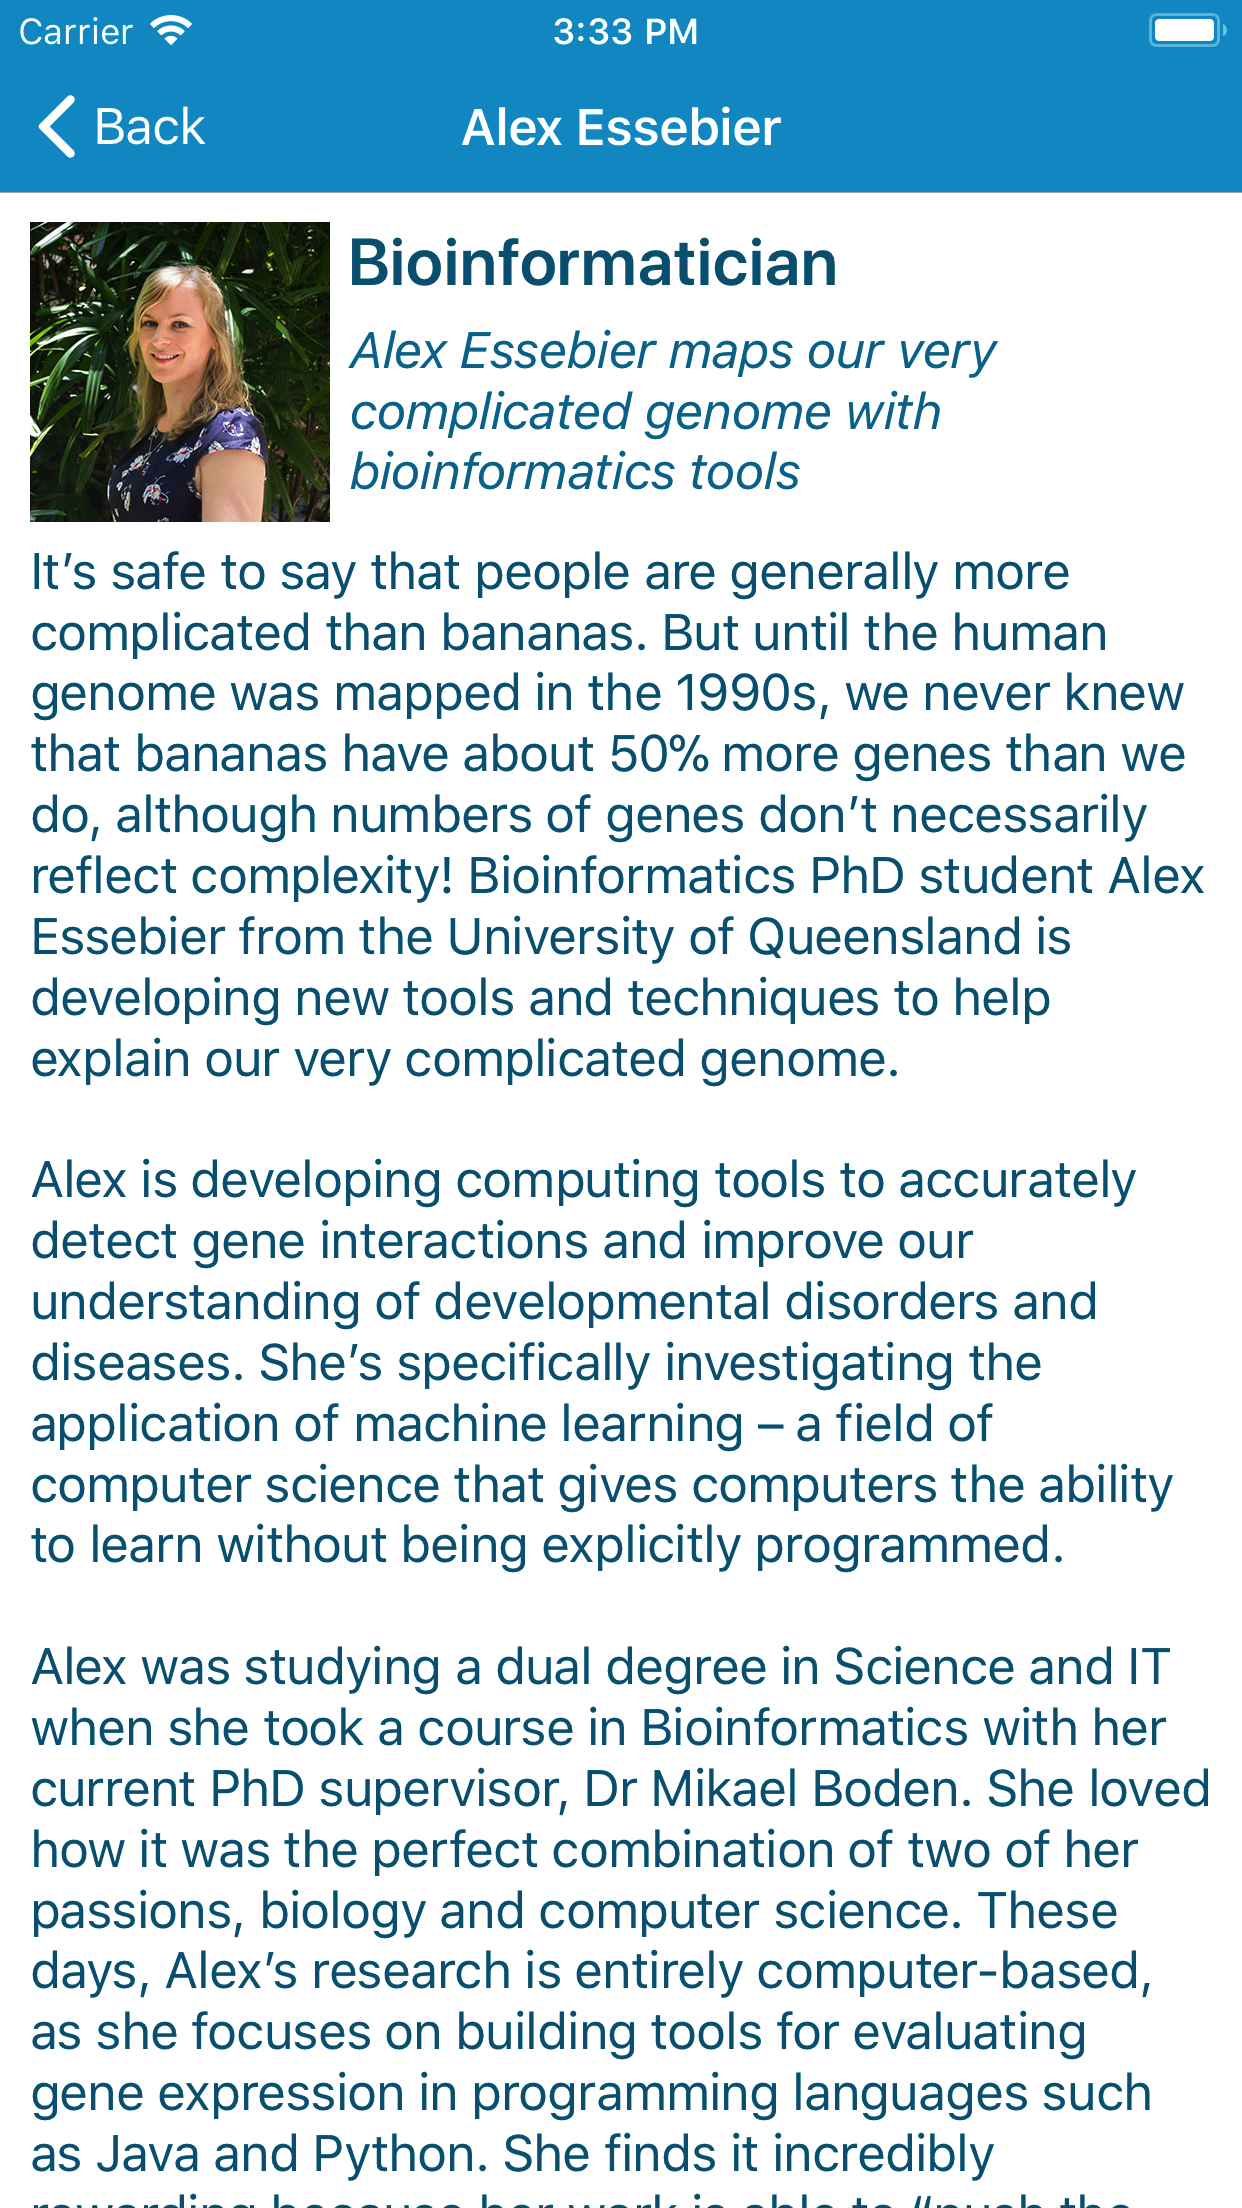 Carrier 3:33 PM
Back Alex Essebier
Bioinformatician
Alex Essebier maps our very
complicated genome with
bioinformatics tools
It’s safe to say that people are generally more
complicated than bananas. But until the human
genome was mapped in the 1990s, we never knew
that bananas have about 50% more genes than we
do, although numbers of genes don’t necessarily
reflect complexity! Bioinformatics PhD student Alex
Essebier from the University of Queensland is
developing new tools and techniques to help
explain our very complicated genome.
Alex is developing computing tools to accurately
detect gene interactions and improve our
understanding of developmental disorders and
diseases. She’s specifically investigating the
application of machine learning – a field of
computer science that gives computers the ability
to learn without being explicitly programmed.
Alex was studying a dual degree in Science and IT
when she took a course in Bioinformatics with her
current PhD supervisor, Dr Mikael Boden. She loved
how it was the perfect combination of two of her
passions, biology and computer science. These
days, Alex’s research is entirely computer-based,
as she focuses on building tools for evaluating
gene expression in programming languages such
as Java and Python. She finds it incredibly
rewarding because her work is able to “push the